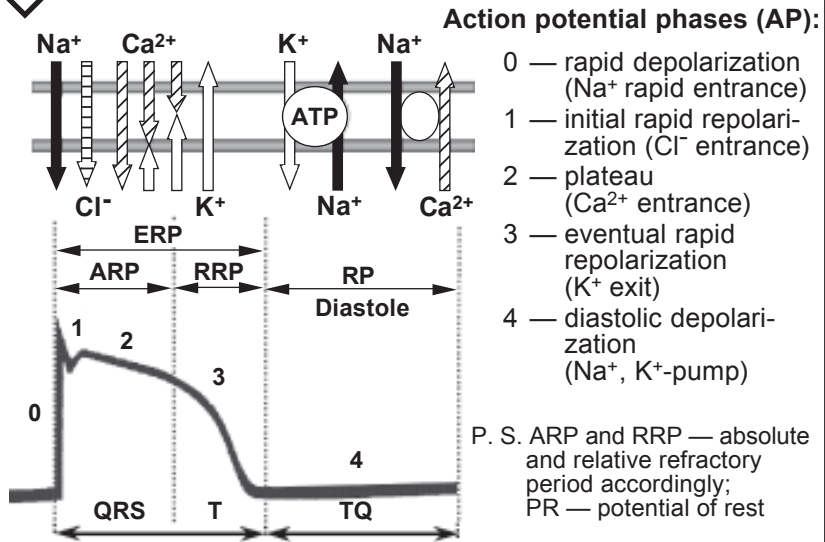 Action potential phases (AP):
Na⁺ Ca²⁺ K⁺ Na⁺
ATP
Cl⁻ K⁺ Na⁺ Ca²⁺
ERP
ARP RRP RP
Diastole
1
2
3
0
4
QRS T TQ
0 — rapid depolarization
(Na⁺ rapid entrance)
1 — initial rapid repolari-
zation (Cl⁻ entrance)
2 — plateau
(Ca²⁺ entrance)
3 — eventual rapid
repolarization
(K⁺ exit)
4 — diastolic depolari-
zation
(Na⁺, K⁺-pump)
P. S. ARP and RRP — absolute
and relative refractory
period accordingly;
PR — potential of rest